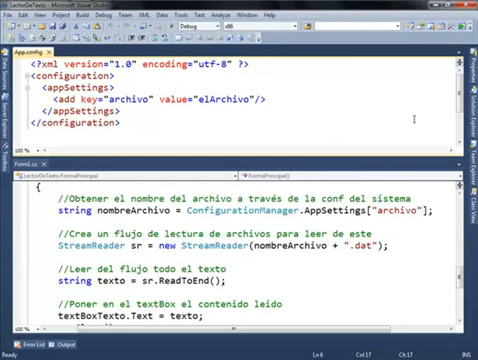 LectorDeTexto - Microsoft Visual Studio
File Edit View Project Build Debug Team XML Data Tools Test Analyze Window Help
Debug x86
App.config
<?xml version="1.0" encoding="utf-8" ?>
<configuration>
<appSettings>
<add key="archivo" value="elArchivo"/>
</appSettings>
</configuration>
100 %
Form1.cs
LectorDeTexto.FormaPrincipal FormaPrincipal()
{
//Obtener el nombre del archivo a través de la conf del sistema
string nombreArchivo = ConfigurationManager.AppSettings["archivo"];
//Crea un flujo de lectura de archivos para leer de este
StreamReader sr = new StreamReader(nombreArchivo + ".dat");
//Leer del flujo todo el texto
string texto = sr.ReadToEnd();
//Poner en el textBox el contenido leido
textBoxTexto.Text = texto;
100 %
Error List Output
Ready Ln 6 Col 17 Ch 17 INS
Data Sources
Server Explorer
Toolbox
Properties
Solution Explorer
Team Explorer
Class View